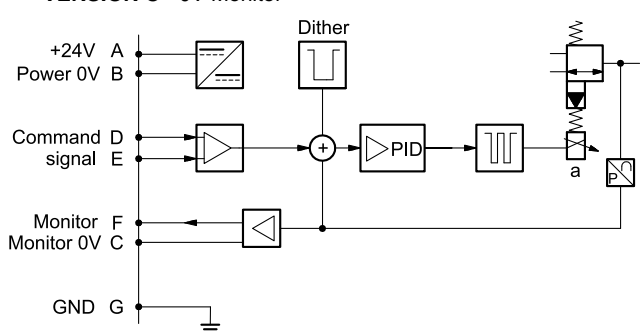 VERSION 0V Monitor
Dither
+24V A
Power 0V B
Command D
signal E
PID
a
P
Monitor F
Monitor 0V C
GND G